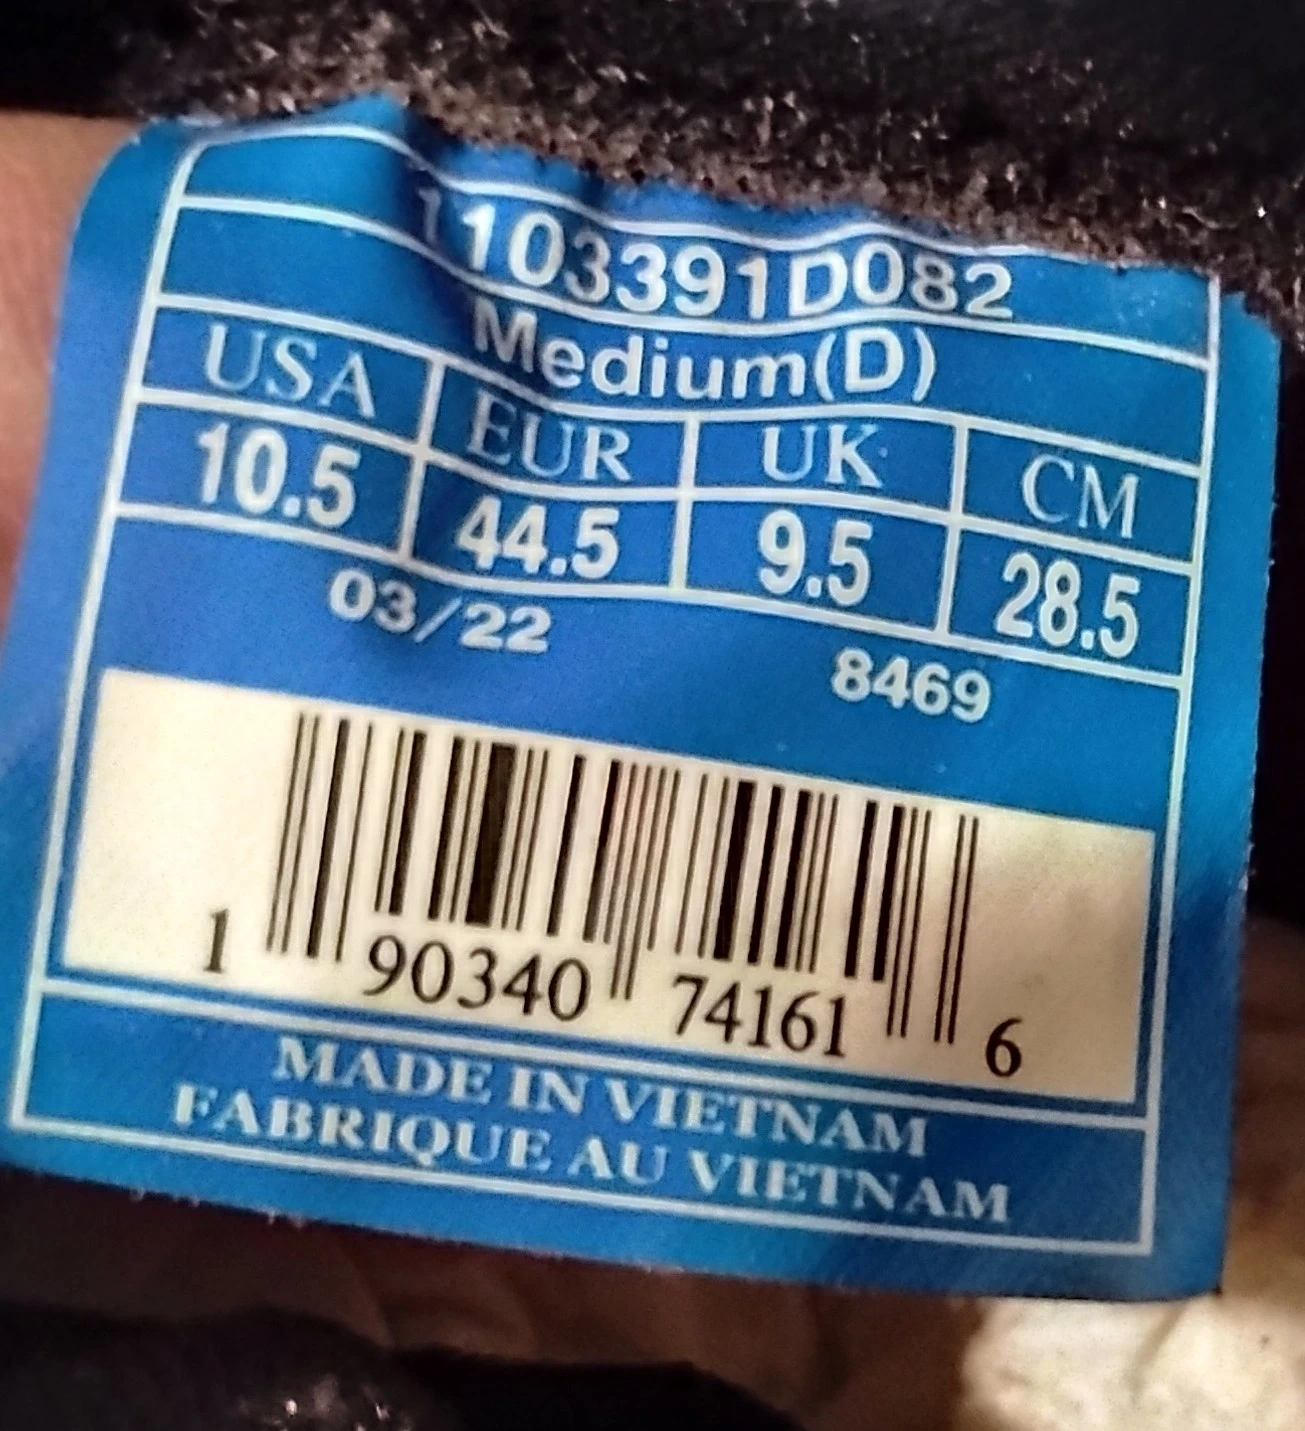 1103391D082
Medium(D)
USA EUR UK CM
10.5 44.5 9.5 28.5
03/22
8469
1 90340 74161 6
MADE IN VIETNAM
FABRIQUE AU VIETNAM